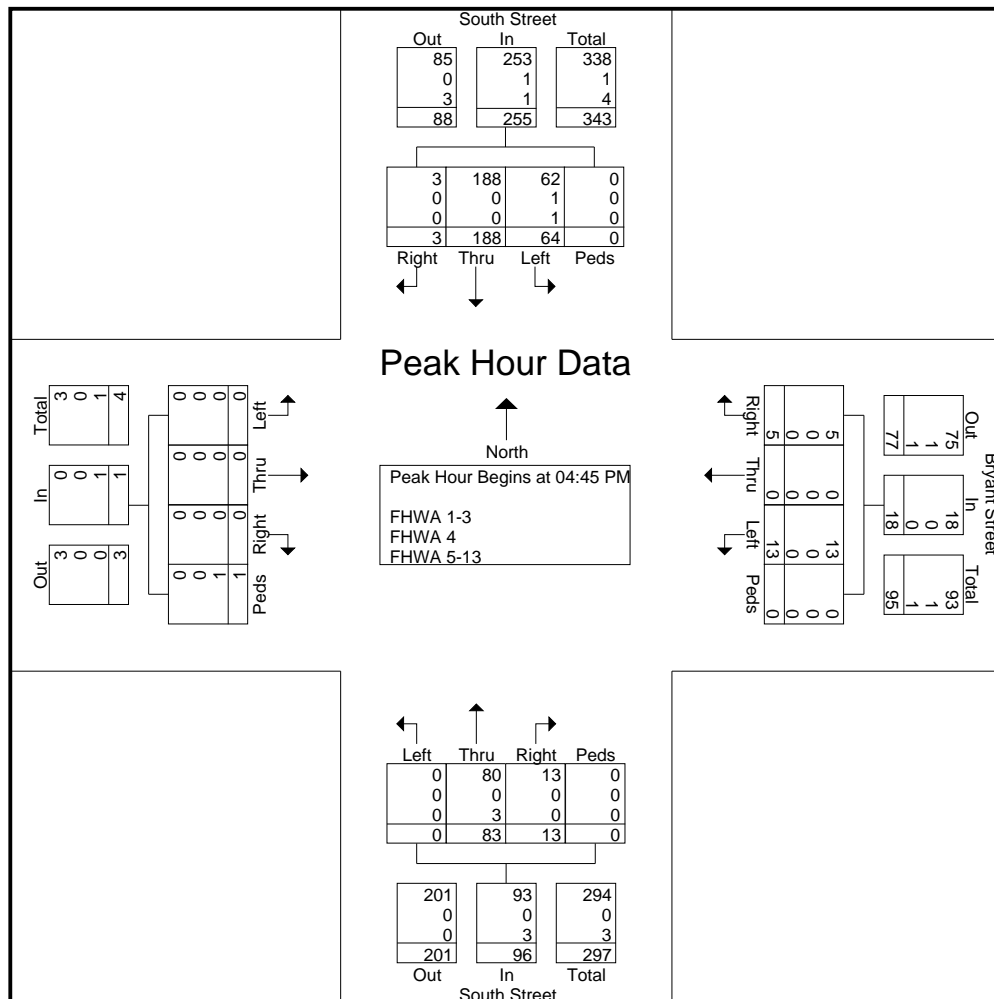 South Street
Out In Total
85 253 338
0 1 1
3 1 4
88 255 343
3 188 62 0
0 0 1 0
0 0 1 0
3 188 64 0
Right Thru Left Peds
Peak Hour Data
North
Peak Hour Begins at 04:45 PM
FHWA 1-3
FHWA 4
FHWA 5-13
Total
3 0 1 4
In
0 0 1 1
Out
3 0 0 3
Left
0 0 0 0
Thru
0 0 0 0
Right
0 0 0 0
Peds
0 0 1 1
Right
5 0 0 5
Thru
0 0 0 0
Left
13 0 0 13
Peds
0 0 0 0
Bryant Street
Out
75 1 1 77
In
18 0 0 18
Total
93 1 1 95
Left Thru Right Peds
0 80 13 0
0 0 0 0
0 3 0 0
0 83 13 0
201 93 294
0 0 0
0 3 3
201 96 297
Out In Total
South Street